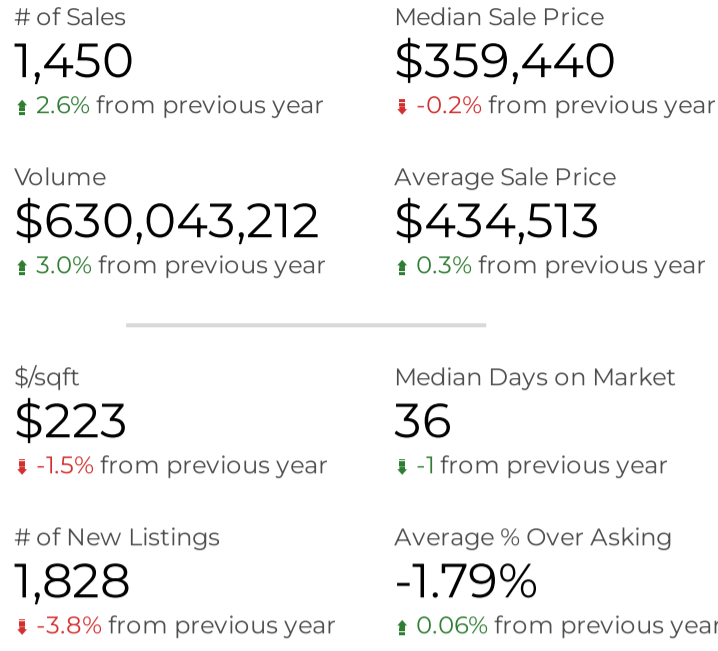 # of Sales
1,450
2.6% from previous year
Median Sale Price
$359,440
-0.2% from previous year
Volume
$630,043,212
3.0% from previous year
Average Sale Price
$434,513
0.3% from previous year
$/sqft
$223
-1.5% from previous year
Median Days on Market
36
-1 from previous year
# of New Listings
1,828
-3.8% from previous year
Average % Over Asking
-1.79%
0.06% from previous year